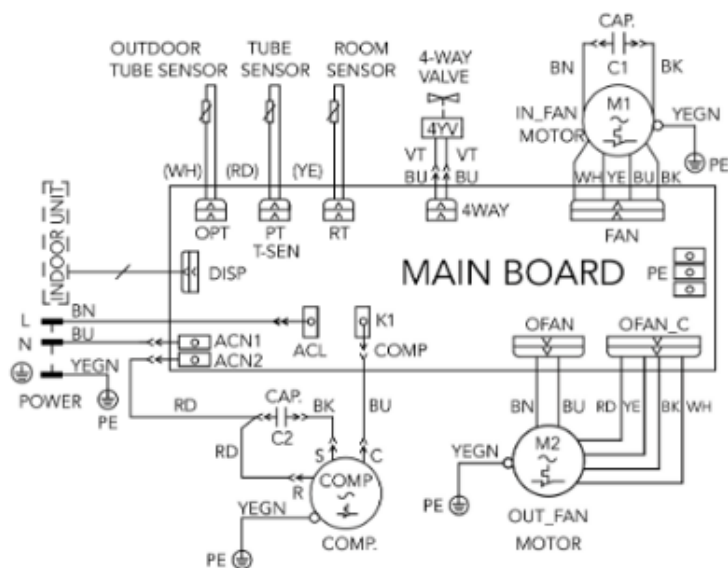 CAP.
OUTDOOR TUBE SENSOR
TUBE SENSOR
ROOM SENSOR
4-WAY VALVE
BN
C1
BK
M1
IN_FAN MOTOR
YEGN
PE
4YV
VT VT
(WH) (RD) (YE)
BU BU
WH YE BU BK
OPT
PT
T-SEN
RT
4WAY
FAN
INDOOR UNIT
DISP
MAIN BOARD
PE
L
BN
N
BU
ACN1
ACN2
ACL
K1
COMP
OFAN
OFAN_C
YEGN
POWER
PE
RD
CAP.
C2
BK
BU
BN
BU
RD YE BK WH
RD
S
C
R
COMP
YEGN
PE
COMP.
YEGN
M2
PE
OUT_FAN
MOTOR